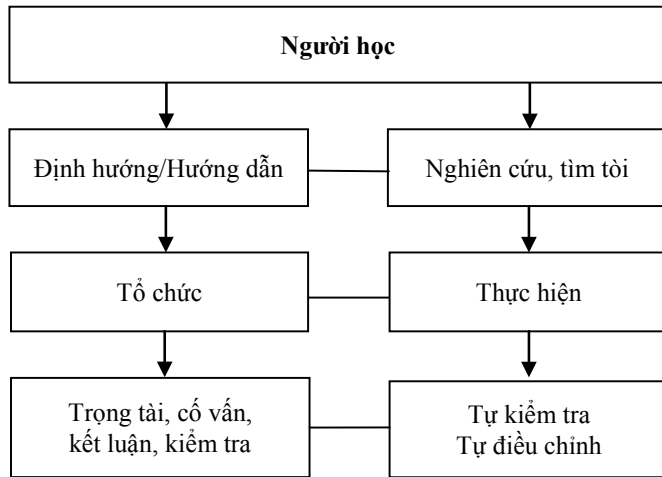 Người học
Định hướng/Hướng dẫn
Nghiên cứu, tìm tòi
Tổ chức
Thực hiện
Trọng tài, cố vấn,
kết luận, kiểm tra
Tự kiểm tra
Tự điều chỉnh